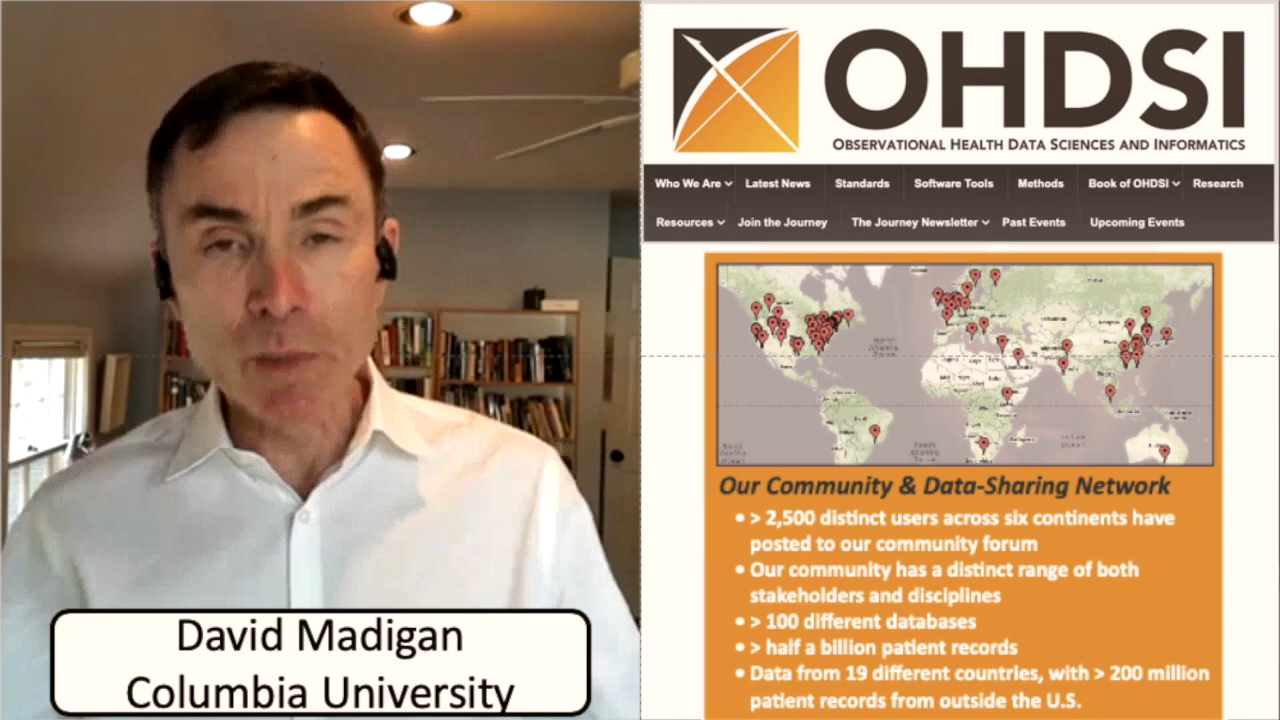 David Madigan
Columbia University
OHDSI
OBSERVATIONAL HEALTH DATA SCIENCES AND INFORMATICS
Who We Are Latest News Standards Software Tools Methods Book of OHDSI Research
Resources Join the Journey The Journey Newsletter Past Events Upcoming Events
Our Community & Data-Sharing Network
• > 2,500 distinct users across six continents have
posted to our community forum
• Our community has a distinct range of both
stakeholders and disciplines
• > 100 different databases
• > half a billion patient records
• Data from 19 different countries, with > 200 million
patient records from outside the U.S.